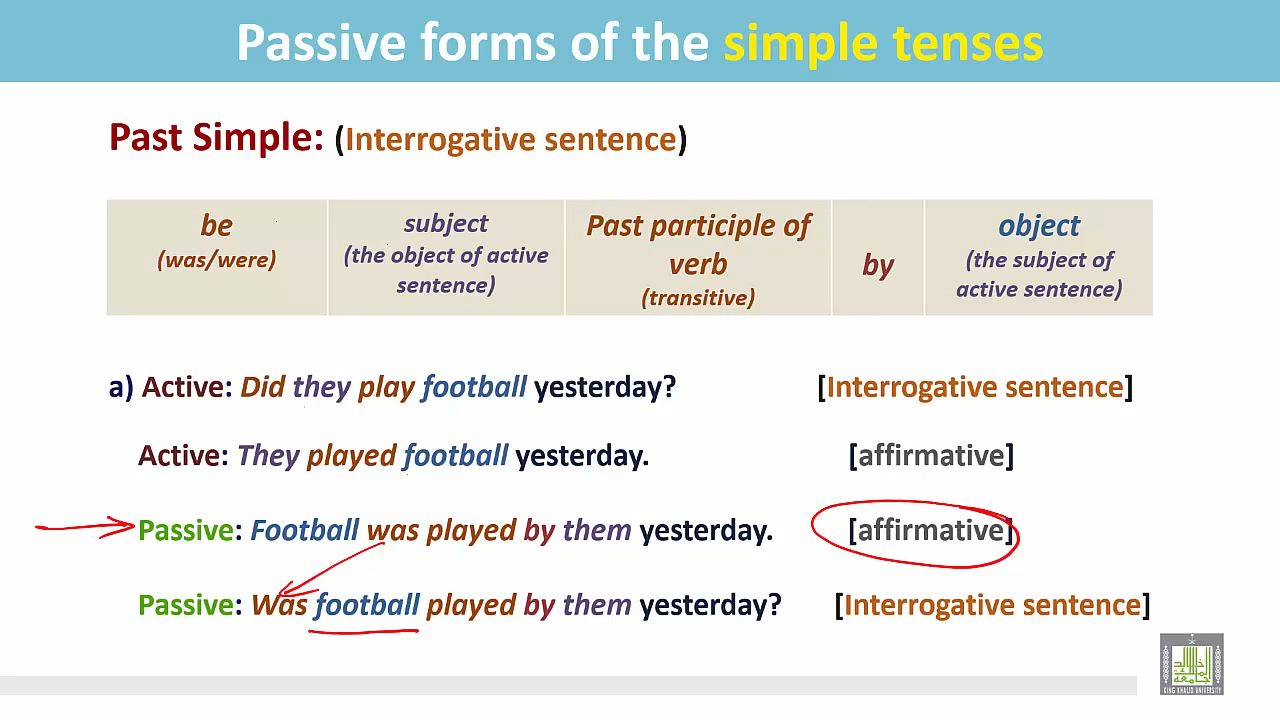 Passive forms of the simple tenses
Past Simple: (Interrogative sentence)
be
(was/were)
subject
(the object of active
sentence)
Past participle of
verb
(transitive)
by
object
(the subject of
active sentence)
a) Active: Did they play football yesterday? [Interrogative sentence]
Active: They played football yesterday. [affirmative]
Passive: Football was played by them yesterday. [affirmative]
Passive: Was football played by them yesterday? [Interrogative sentence]
KING KHALID UNIVERSITY